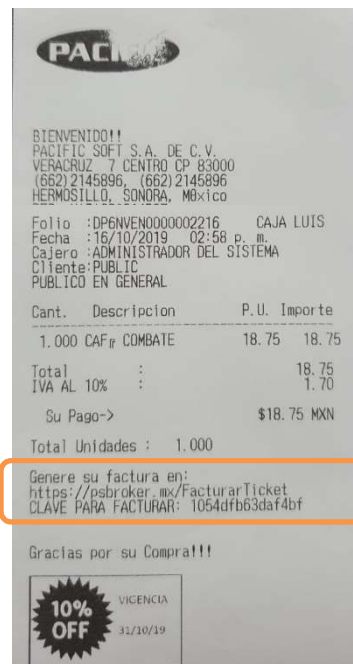 PACI
BIENVENIDO!!
PACIFIC SOFT S.A. DE C.V.
VERACRUZ 7 CENTRO CP 83000
(662)2145896, (662)2145896
HERMOSILLO, SONORA, M8xico
Folio :DP6NVEN0000002216 CAJA LUIS
Fecha :16/10/2019 02:58 p. m.
Cajero :ADMINISTRADOR DEL SISTEMA
Cliente:PUBLIC
PUBLICO EN GENERAL
Cant. Descripcion P.U. Importe
1.000 CAF╓ COMBATE 18.75 18.75
Total : 18.75
IVA AL 10% : 1.70
Su Pago-> $18.75 MXN
Total Unidades : 1.000
Genere su factura en:
https://psbroker.mx/FacturarTicket
CLAVE PARA FACTURAR: 1054dfb63daf4bf
Gracias por su Compra!!!
10% OFF
VIGENCIA
31/10/19